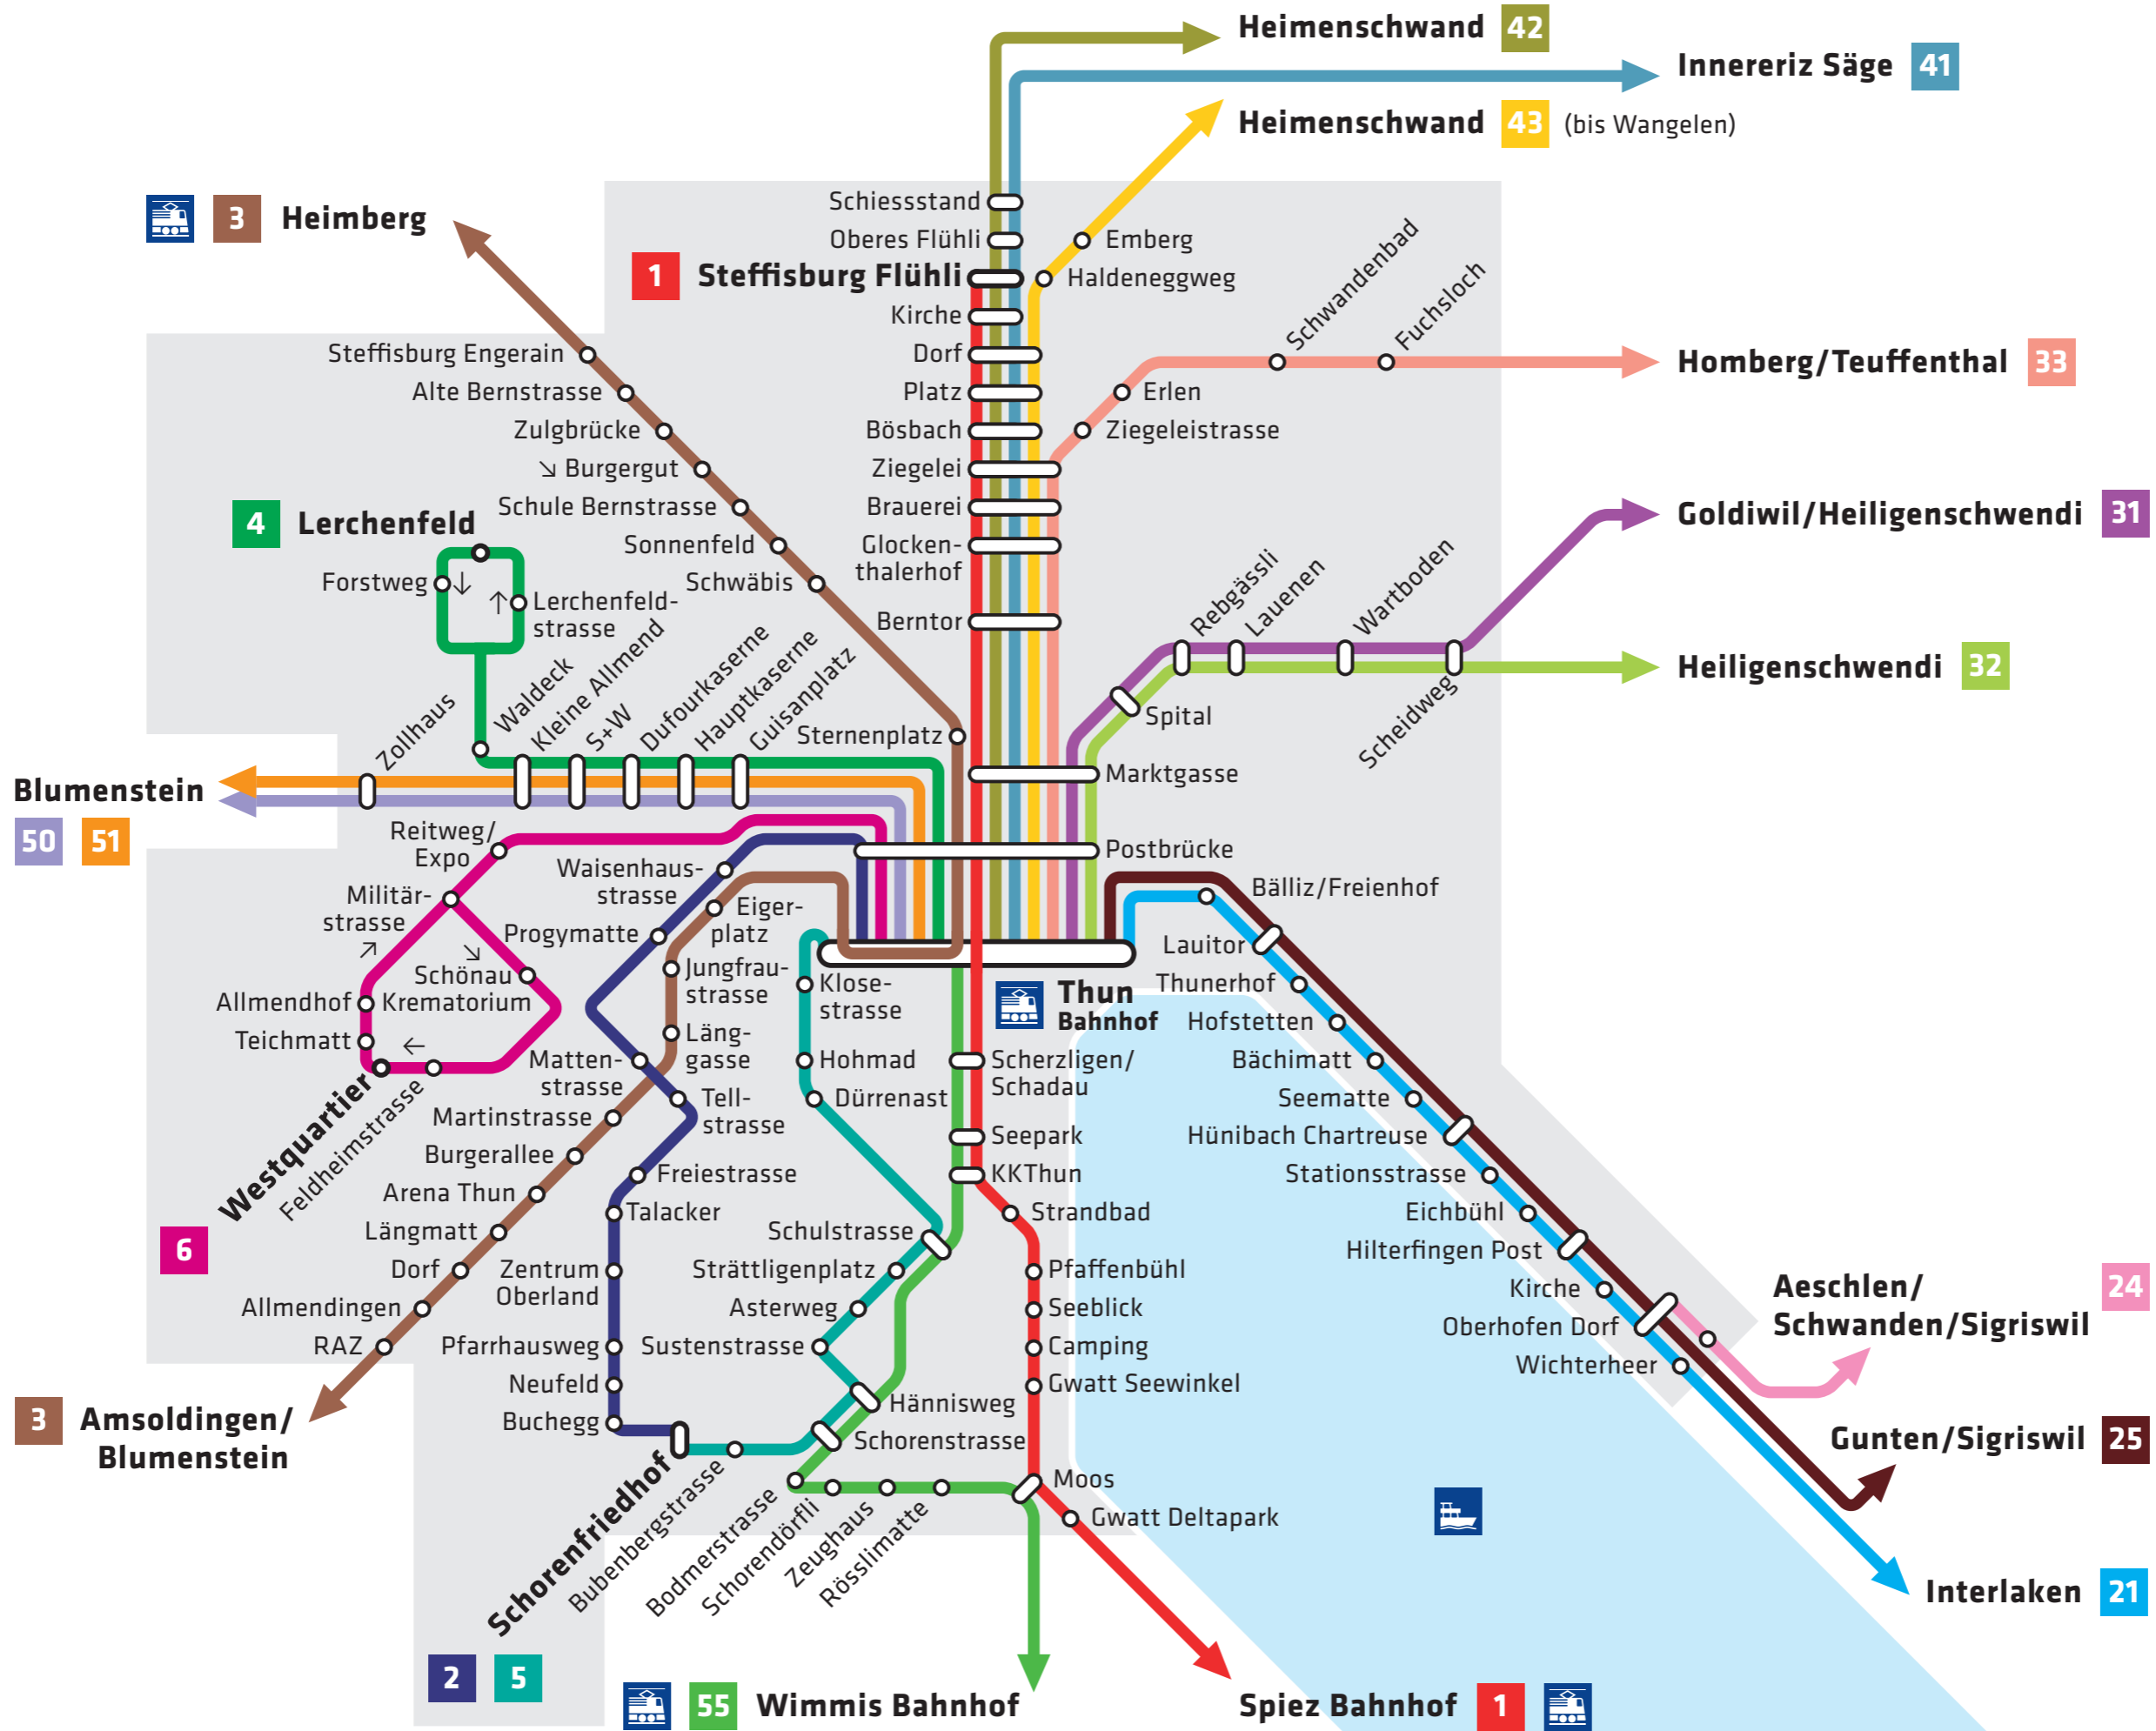 Heimenschwand 42
Innereriz Säge 41
Heimenschwand 43 (bis Wangelen)
3 Heimberg
Schiessstand
Oberes Flühli
1 Steffisburg Flühli
Kirche
Dorf
Platz
Bösbach
Ziegelei
Brauerei
Glocken-
thalerhof
Berntor
Emberg
Haldeneggweg
Schwandenbad
Fuchsloch
Erlen
Ziegeleistrasse
Homberg/Teuffenthal 33
Steffisburg Engerain
Alte Bernstrasse
Zulgbrücke
↘ Burgergut
Schule Bernstrasse
Sonnenfeld
Schwäbis
Sternenplatz
4 Lerchenfeld
Forstweg ↓
↑ Lerchenfeld-
strasse
Goldiwil/Heiligenschwendi 31
Heiligenschwendi 32
Rebgässli
Lauenen
Wartboden
Scheidweg
Spital
Marktgasse
Postbrücke
Zollhaus
Waldeck
Kleine Allmend
S+W
Dufourkaserne
Hauptkaserne
Guisanplatz
Blumenstein
50 51
Reitweg/
Expo
Militär-
strasse
↗
↘
Schönau
Krematorium
Allmendhof
Teichmatt
←
Westquartier
Feldheimstrasse
6
Waisenhaus-
strasse
Progymatte
Eiger-
platz
Jungfrau-
strasse
Läng-
gasse
Matten-
strasse
Tell-
strasse
Martinstrasse
Burgerallee
Arena Thun
Längmatt
Dorf
Allmendingen
RAZ
3 Amsoldingen/
Blumenstein
Freiestrasse
Talacker
Zentrum
Oberland
Pfarrhausweg
Neufeld
Buchegg
Schorenfriedhof
2 5
Klose-
strasse
Hohmad
Dürrenast
Schulstrasse
Strättligenplatz
Asterweg
Sustenstrasse
Hännisweg
Schorenstrasse
Bubenbergstrasse
Bodmerstrasse
Schorendörfli
Zeughaus
Rösslimatte
55 Wimmis Bahnhof
Thun
Bahnhof
Scherzligen/
Schadau
Seepark
KKThun
Strandbad
Pfaffenbühl
Seeblick
Camping
Gwatt Seewinkel
Moos
Gwatt Deltapark
Spiez Bahnhof 1
Bälliz/Freienhof
Lauitor
Thunerhof
Hofstetten
Bächimatt
Seematte
Hünibach Chartreuse
Stationsstrasse
Eichbühl
Hilterfingen Post
Kirche
Oberhofen Dorf
Wichterheer
Aeschlen/ 24
Schwanden/Sigriswil
Gunten/Sigriswil 25
Interlaken 21